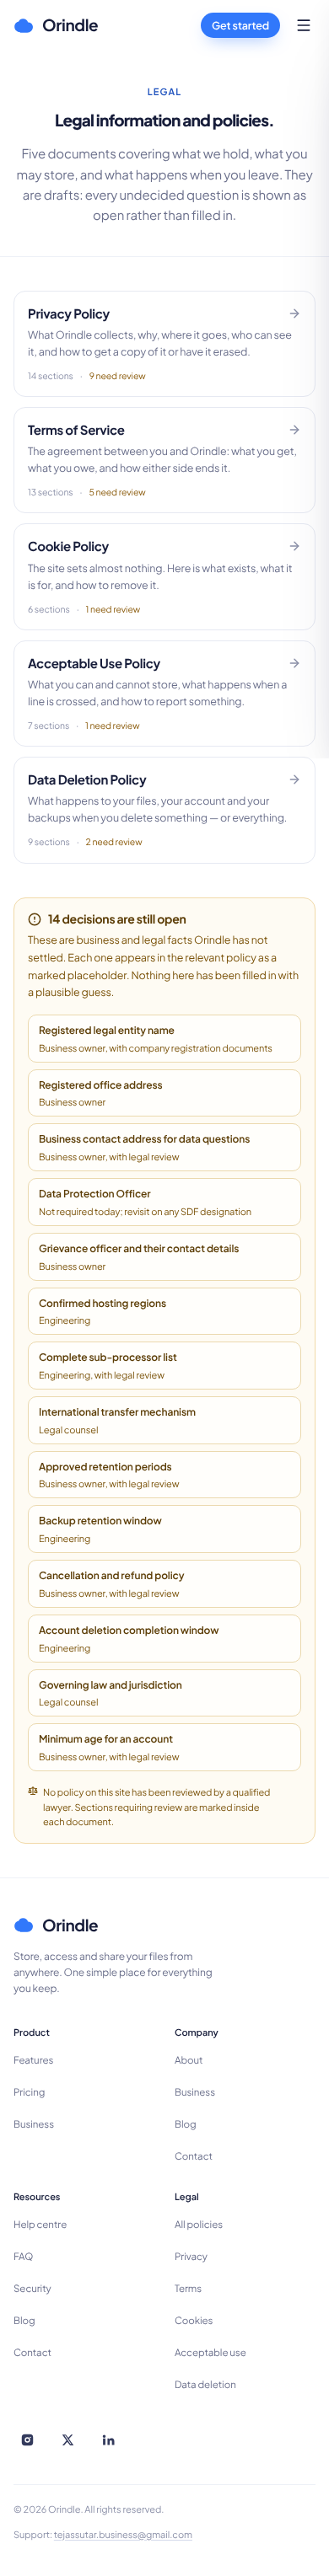 Orindle
Get started
LEGAL
Legal information and policies.
Five documents covering what we hold, what you
may store, and what happens when you leave. They
are drafts: every undecided question is shown as
open rather than filled in.
Privacy Policy
What Orindle collects, why, where it goes, who can see
it, and how to get a copy of it or have it erased.
14 sections · 9 need review
Terms of Service
The agreement between you and Orindle: what you get,
what you owe, and how either side ends it.
13 sections · 5 need review
Cookie Policy
The site sets almost nothing. Here is what exists, what it
is for, and how to remove it.
6 sections · 1 need review
Acceptable Use Policy
What you can and cannot store, what happens when a
line is crossed, and how to report something.
7 sections · 1 need review
Data Deletion Policy
What happens to your files, your account and your
backups when you delete something — or everything.
9 sections · 2 need review
14 decisions are still open
These are business and legal facts Orindle has not
settled. Each one appears in the relevant policy as a
marked placeholder. Nothing here has been filled in with
a plausible guess.
Registered legal entity name
Business owner, with company registration documents
Registered office address
Business owner
Business contact address for data questions
Business owner, with legal review
Data Protection Officer
Not required today; revisit on any SDF designation
Grievance officer and their contact details
Business owner
Confirmed hosting regions
Engineering
Complete sub-processor list
Engineering, with legal review
International transfer mechanism
Legal counsel
Approved retention periods
Business owner, with legal review
Backup retention window
Engineering
Cancellation and refund policy
Business owner, with legal review
Account deletion completion window
Engineering
Governing law and jurisdiction
Legal counsel
Minimum age for an account
Business owner, with legal review
No policy on this site has been reviewed by a qualified
lawyer. Sections requiring review are marked inside
each document.
Orindle
Store, access and share your files from
anywhere. One simple place for everything
you keep.
Product
Features
Pricing
Business
Company
About
Business
Blog
Contact
Resources
Help centre
FAQ
Security
Blog
Contact
Legal
All policies
Privacy
Terms
Cookies
Acceptable use
Data deletion
© 2026 Orindle. All rights reserved.
Support: tejassutar.business@gmail.com